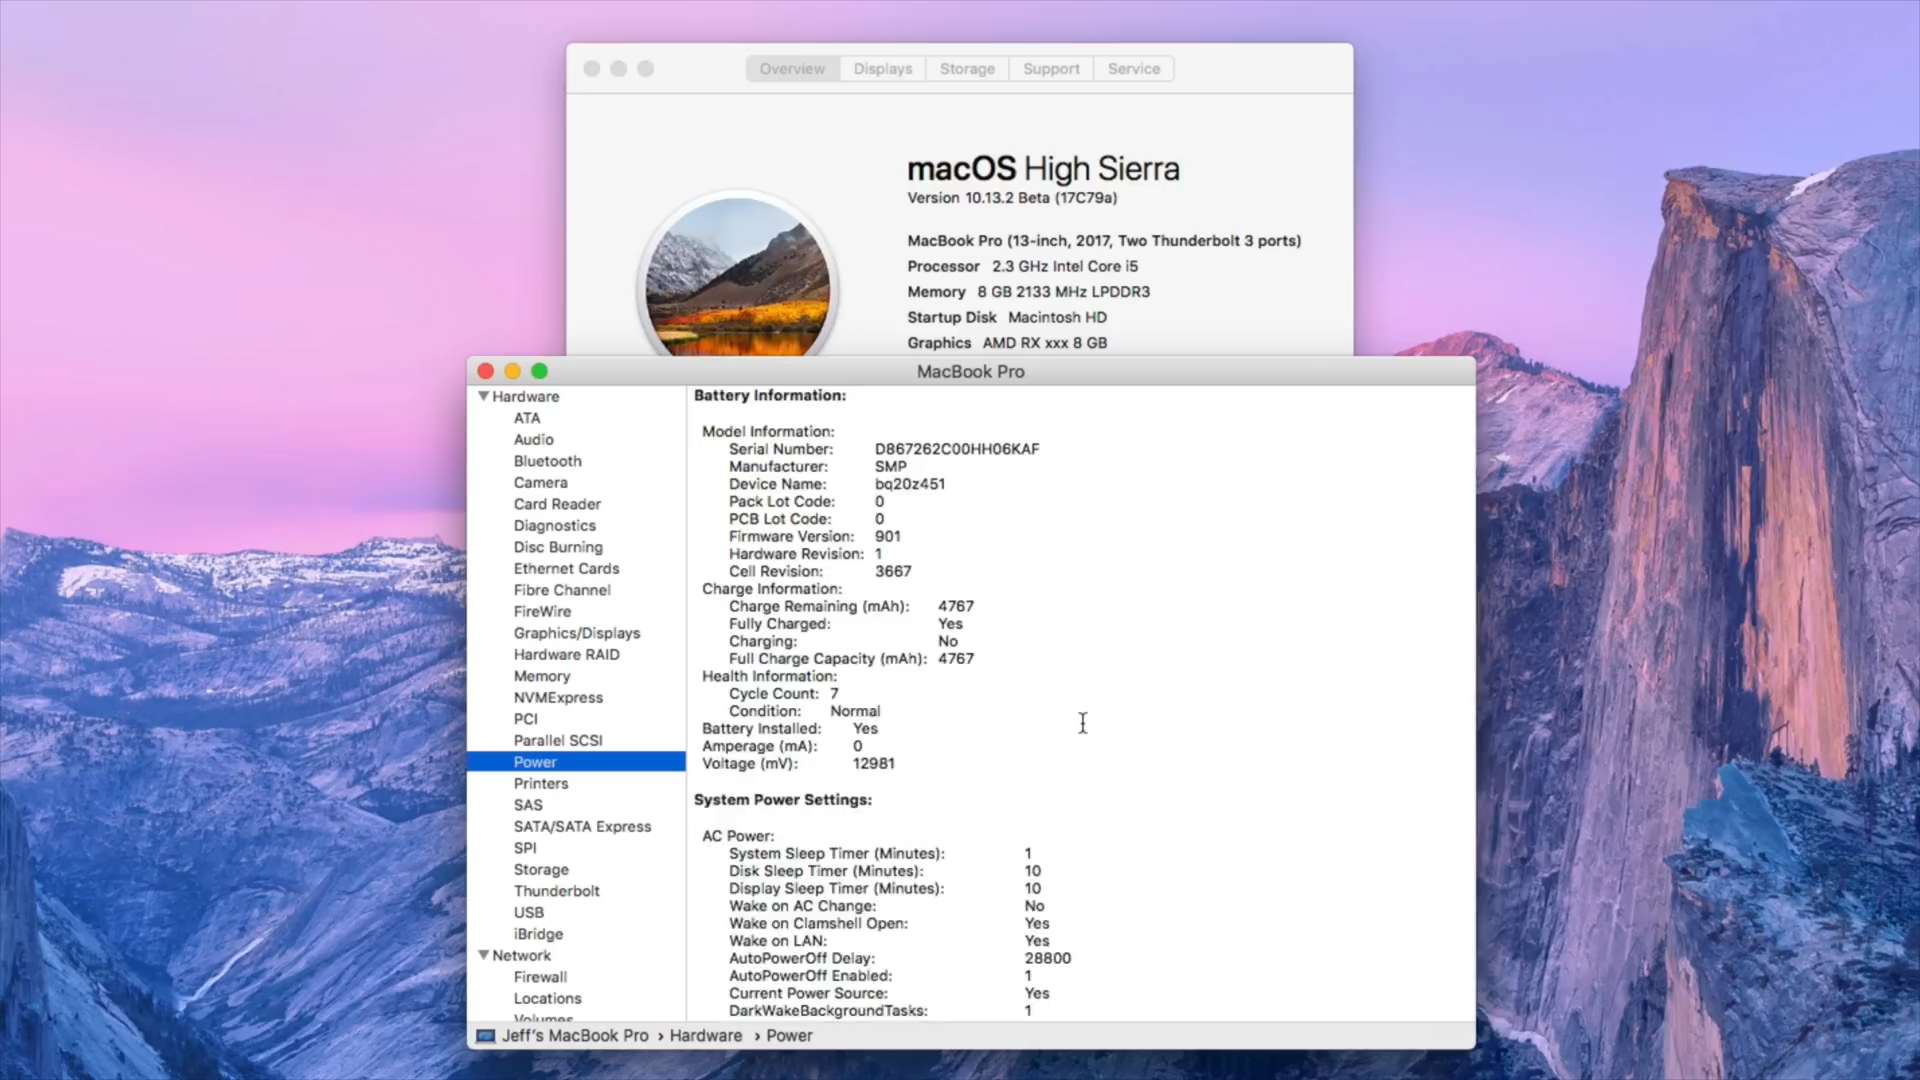 Overview Displays Storage Support Service
macOS High Sierra
Version 10.13.2 Beta (17C79a)
MacBook Pro (13-inch, 2017, Two Thunderbolt 3 ports)
Processor 2.3 GHz Intel Core i5
Memory 8 GB 2133 MHz LPDDR3
Startup Disk Macintosh HD
Graphics AMD RX xxx 8 GB
MacBook Pro
Hardware
ATA
Audio
Bluetooth
Camera
Card Reader
Diagnostics
Disc Burning
Ethernet Cards
Fibre Channel
FireWire
Graphics/Displays
Hardware RAID
Memory
NVMExpress
PCI
Parallel SCSI
Power
Printers
SAS
SATA/SATA Express
SPI
Storage
Thunderbolt
USB
iBridge
Network
Firewall
Locations
Volumes
Battery Information:
Model Information:
Serial Number: D867262C00HH06KAF
Manufacturer: SMP
Device Name: bq20z451
Pack Lot Code: 0
PCB Lot Code: 0
Firmware Version: 901
Hardware Revision: 1
Cell Revision: 3667
Charge Information:
Charge Remaining (mAh): 4767
Fully Charged: Yes
Charging: No
Full Charge Capacity (mAh): 4767
Health Information:
Cycle Count: 7
Condition: Normal
Battery Installed: Yes
Amperage (mA): 0
Voltage (mV): 12981
System Power Settings:
AC Power:
System Sleep Timer (Minutes): 1
Disk Sleep Timer (Minutes): 10
Display Sleep Timer (Minutes): 10
Wake on AC Change: No
Wake on Clamshell Open: Yes
Wake on LAN: Yes
AutoPowerOff Delay: 28800
AutoPowerOff Enabled: 1
Current Power Source: Yes
DarkWakeBackgroundTasks: 1
Jeff's MacBook Pro › Hardware › Power